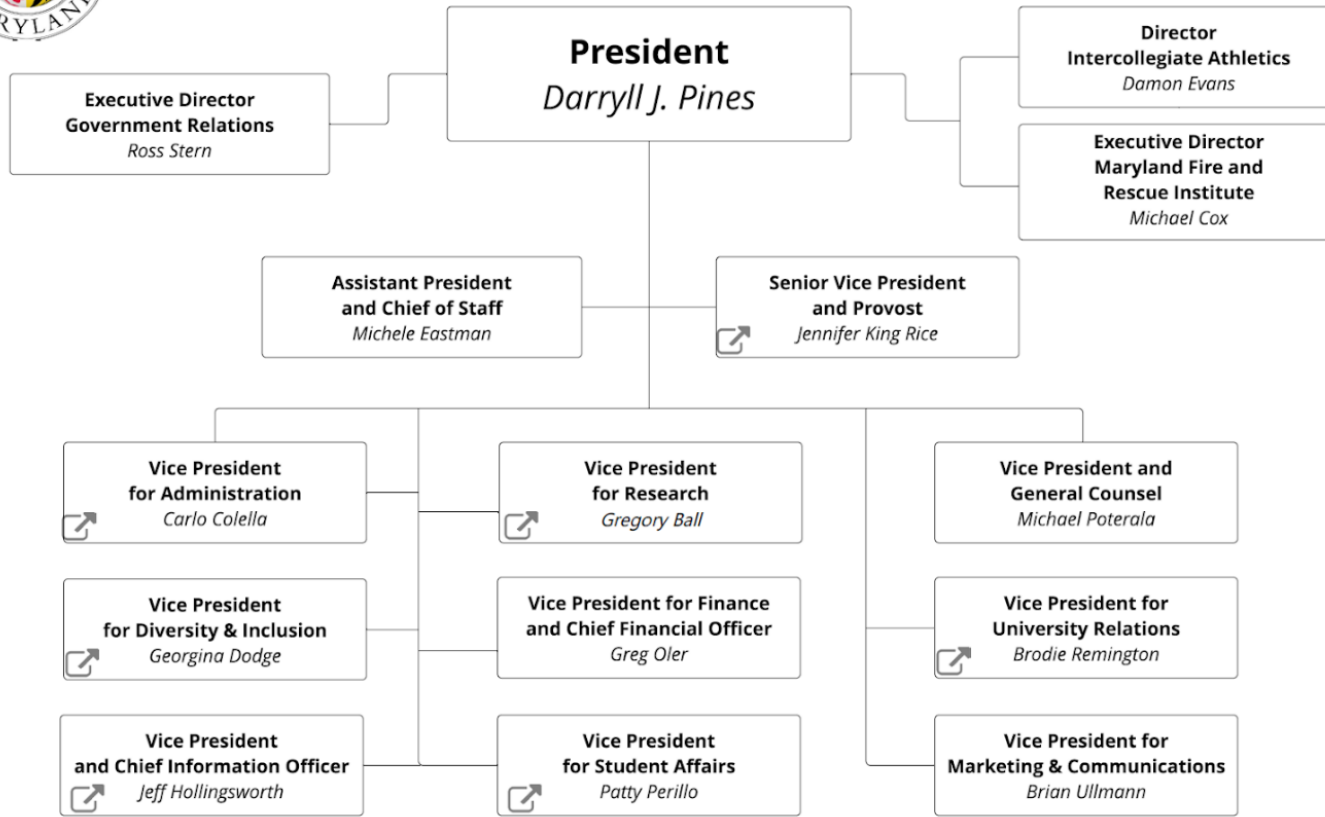 RYLAND
President
Darryll J. Pines
Executive Director
Government Relations
Ross Stern
Director
Intercollegiate Athletics
Damon Evans
Executive Director
Maryland Fire and
Rescue Institute
Michael Cox
Assistant President
and Chief of Staff
Michele Eastman
Senior Vice President
and Provost
Jennifer King Rice
Vice President
for Administration
Carlo Colella
Vice President
for Research
Gregory Ball
Vice President and
General Counsel
Michael Poterala
Vice President
for Diversity & Inclusion
Georgina Dodge
Vice President for Finance
and Chief Financial Officer
Greg Oler
Vice President for
University Relations
Brodie Remington
Vice President
and Chief Information Officer
Jeff Hollingsworth
Vice President
for Student Affairs
Patty Perillo
Vice President for
Marketing & Communications
Brian Ullmann